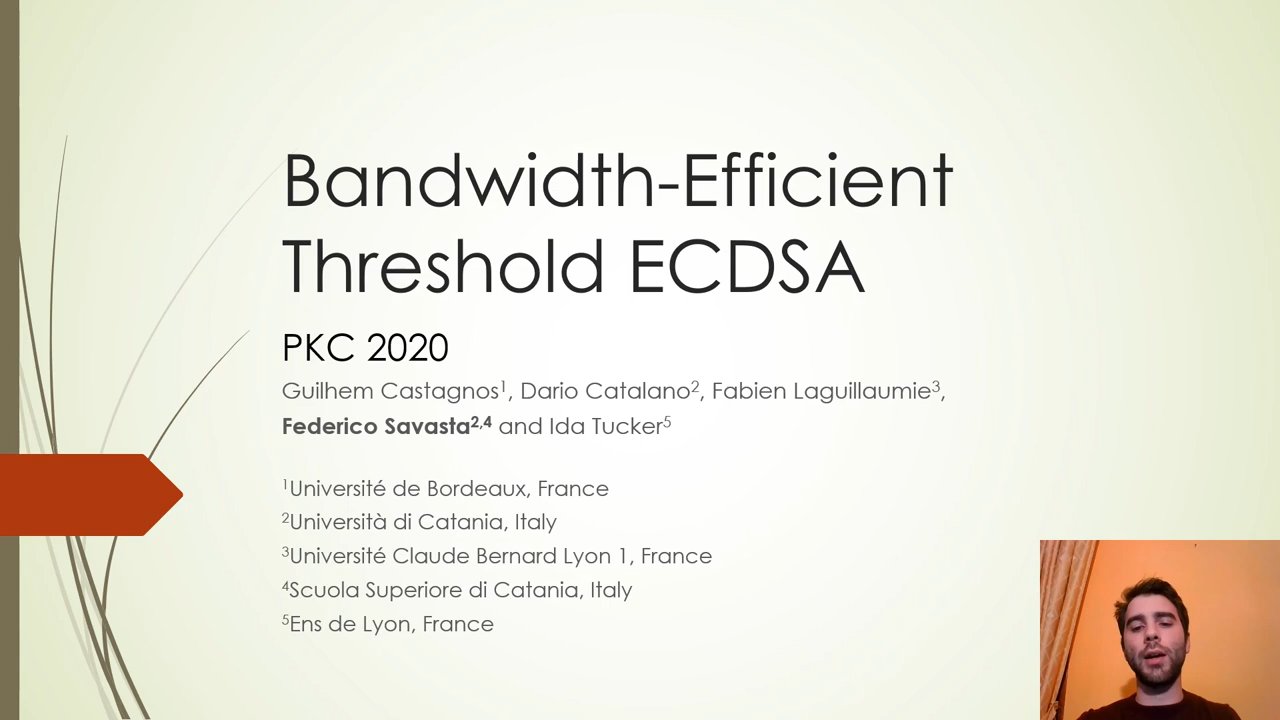 Bandwidth-Efficient
Threshold ECDSA
PKC 2020
Guilhem Castagnos¹, Dario Catalano², Fabien Laguillaumie³,
Federico Savasta²,⁴ and Ida Tucker⁵
¹Université de Bordeaux, France
²Università di Catania, Italy
³Université Claude Bernard Lyon 1, France
⁴Scuola Superiore di Catania, Italy
⁵Ens de Lyon, France